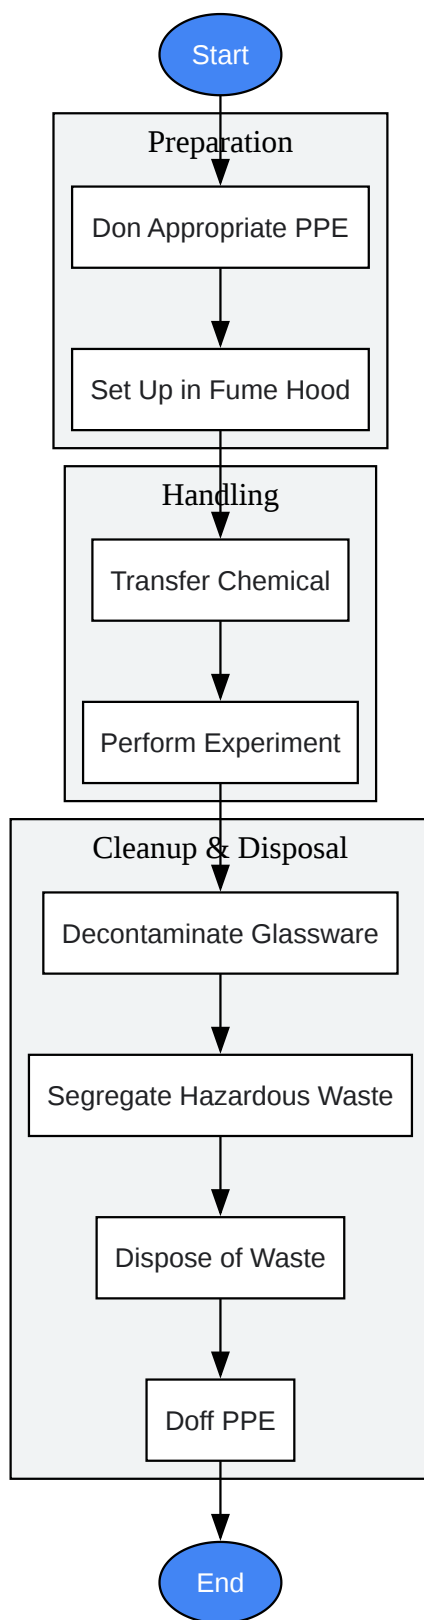 Start
Preparation
Don Appropriate PPE
Set Up in Fume Hood
Handling
Transfer Chemical
Perform Experiment
Cleanup & Disposal
Decontaminate Glassware
Segregate Hazardous Waste
Dispose of Waste
Doff PPE
End